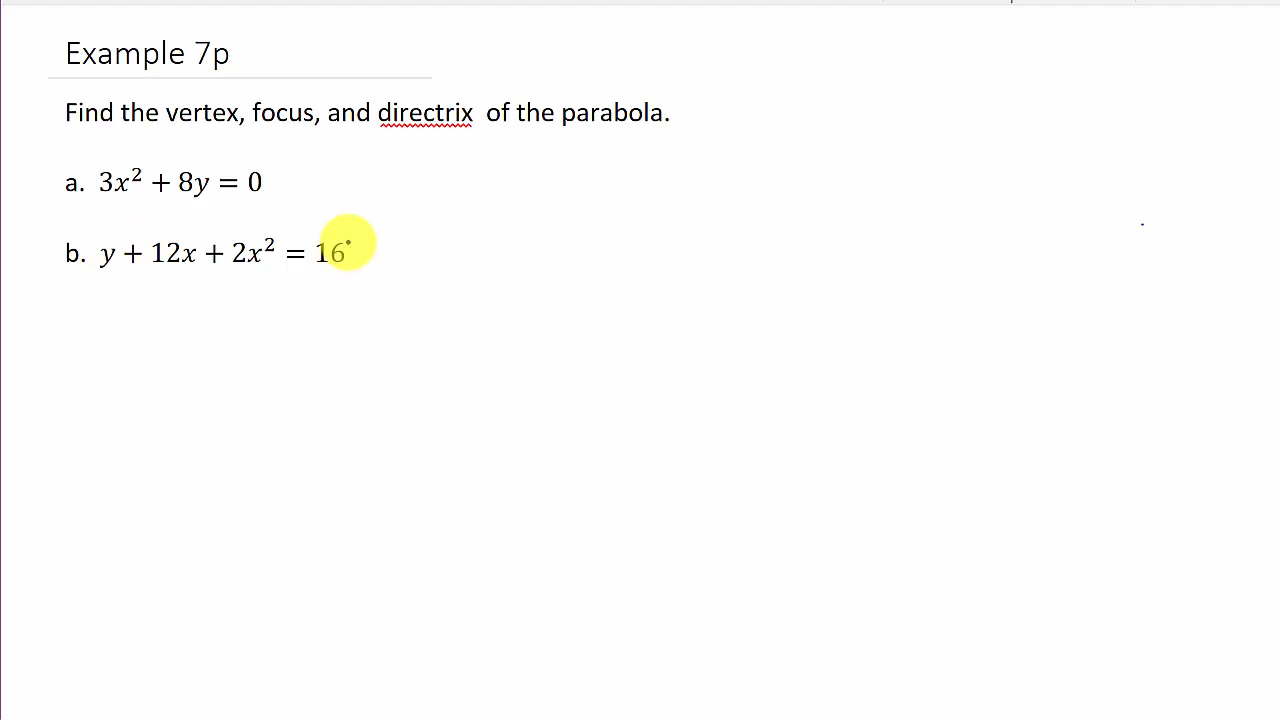 Example 7p
Find the vertex, focus, and directrix of the parabola.
a. 3x² + 8y = 0
b. y + 12x + 2x² = 16